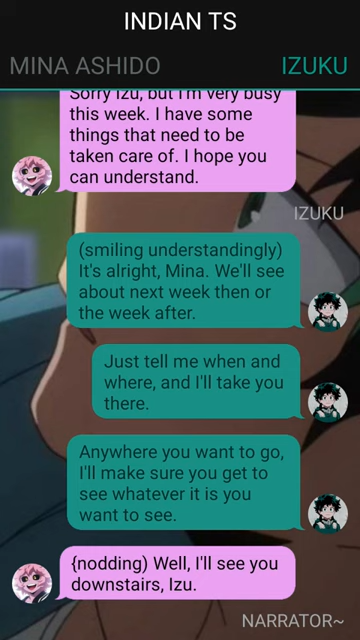 INDIAN TS
MINA ASHIDO
IZUKU
Sorry Izu, but I'm very busy
this week. I have some
things that need to be
taken care of. I hope you
can understand.
IZUKU
(smiling understandingly)
It's alright, Mina. We'll see
about next week then or
the week after.
Just tell me when and
where, and I'll take you
there.
Anywhere you want to go,
I'll make sure you get to
see whatever it is you
want to see.
{nodding) Well, I'll see you
downstairs, Izu.
NARRATOR~